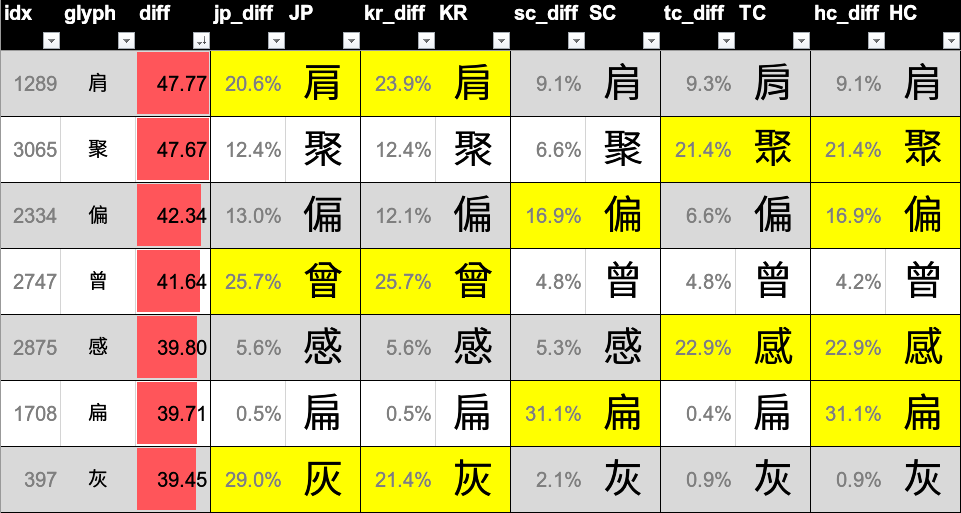 idx glyph diff jp_diff JP kr_diff KR sc_diff SC tc_diff TC hc_diff HC
1289 肩 47.77 20.6% 肩 23.9% 肩 9.1% 肩 9.3% 肩 9.1% 肩
3065 聚 47.67 12.4% 聚 12.4% 聚 6.6% 聚 21.4% 聚 21.4% 聚
2334 偏 42.34 13.0% 偏 12.1% 偏 16.9% 偏 6.6% 偏 16.9% 偏
2747 曾 41.64 25.7% 曾 25.7% 曾 4.8% 曾 4.8% 曾 4.2% 曾
2875 感 39.80 5.6% 感 5.6% 感 5.3% 感 22.9% 感 22.9% 感
1708 扁 39.71 0.5% 扁 0.5% 扁 31.1% 扁 0.4% 扁 31.1% 扁
397 灰 39.45 29.0% 灰 21.4% 灰 2.1% 灰 0.9% 灰 0.9% 灰